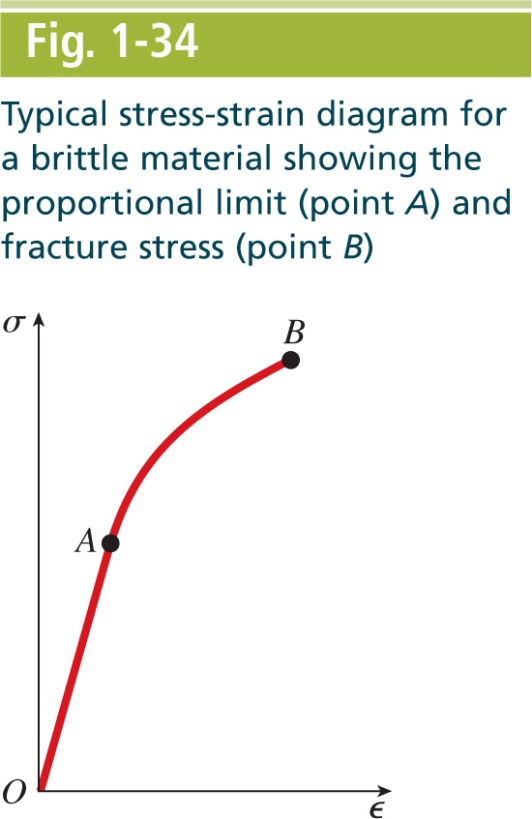 Fig. 1-34
Typical stress-strain diagram for
a brittle material showing the
proportional limit (point A) and
fracture stress (point B)
σ
B
A
O
ϵ